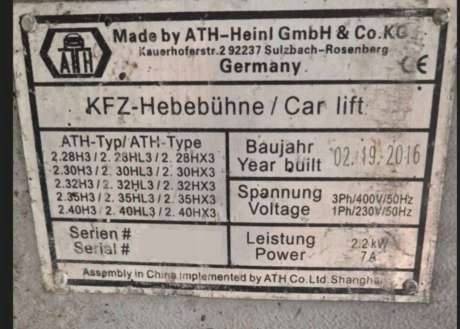 ATH
Made by ATH-Heinl GmbH & Co.KG
Kauerhoferstr.2 92237 Sulzbach-Rosenberg
Germany
CE
KFZ-Hebebühne / Car lift
ATH-Typ/ ATH-Type
2.28H3 / 2. 28HL3 / 2. 28HX3
2.30H3 / 2. 30HL3 / 2. 30HX3
2.32H3 / 2. 32HL3 / 2. 32HX3
2.35H3 / 2. 35HL3 / 2. 35HX3
2.40H3 / 2. 40HL3 / 2. 40HX3
Baujahr
Year built 02.19.2016
Spannung 3Ph/400V/50Hz
Voltage 1Ph/230V/50Hz
Serien #
Serial #
Leistung 2.2 kW
Power 7 A
Assembly in China implemented by ATH Co.Ltd. Shanghai